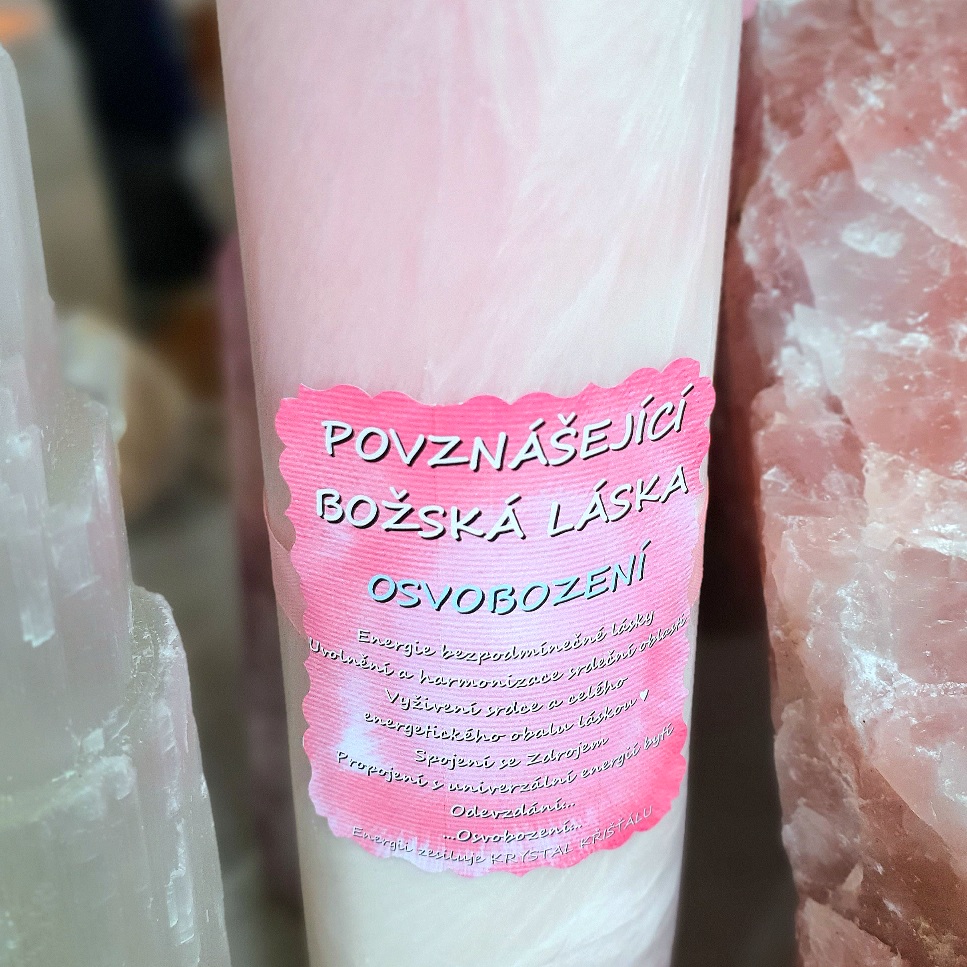 POVZNÁŠEJÍCÍ
BOŽSKÁ LÁSKA
OSVOBOZENÍ
Energie bezpodmínečné lásky
Uvolnění a harmonizace srdeční oblasti
Vyživení srdce a celého
energetického obalu láskou ♥
Spojení se Zdrojem
Propojení s univerzální energií bytí
Odevzdání...
...Osvobození...
Energii zesiluje KRYSTAL KŘIŠŤÁLU